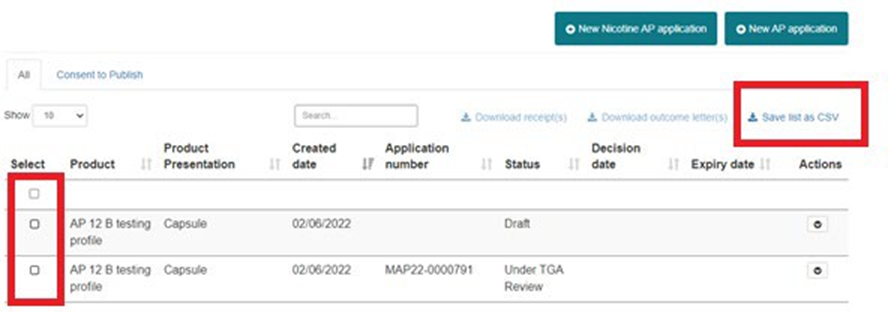 New Nicotine AP application New AP application
All Consent to Publish
Show 10 Search... Download receipt(s) Download outcome letter(s) Save list as CSV
Select Product Product Presentation Created date Application number Status Decision date Expiry date Actions
AP 12 B testing profile Capsule 02/06/2022 Draft
AP 12 B testing profile Capsule 02/06/2022 MAP22-0000791 Under TGA Review